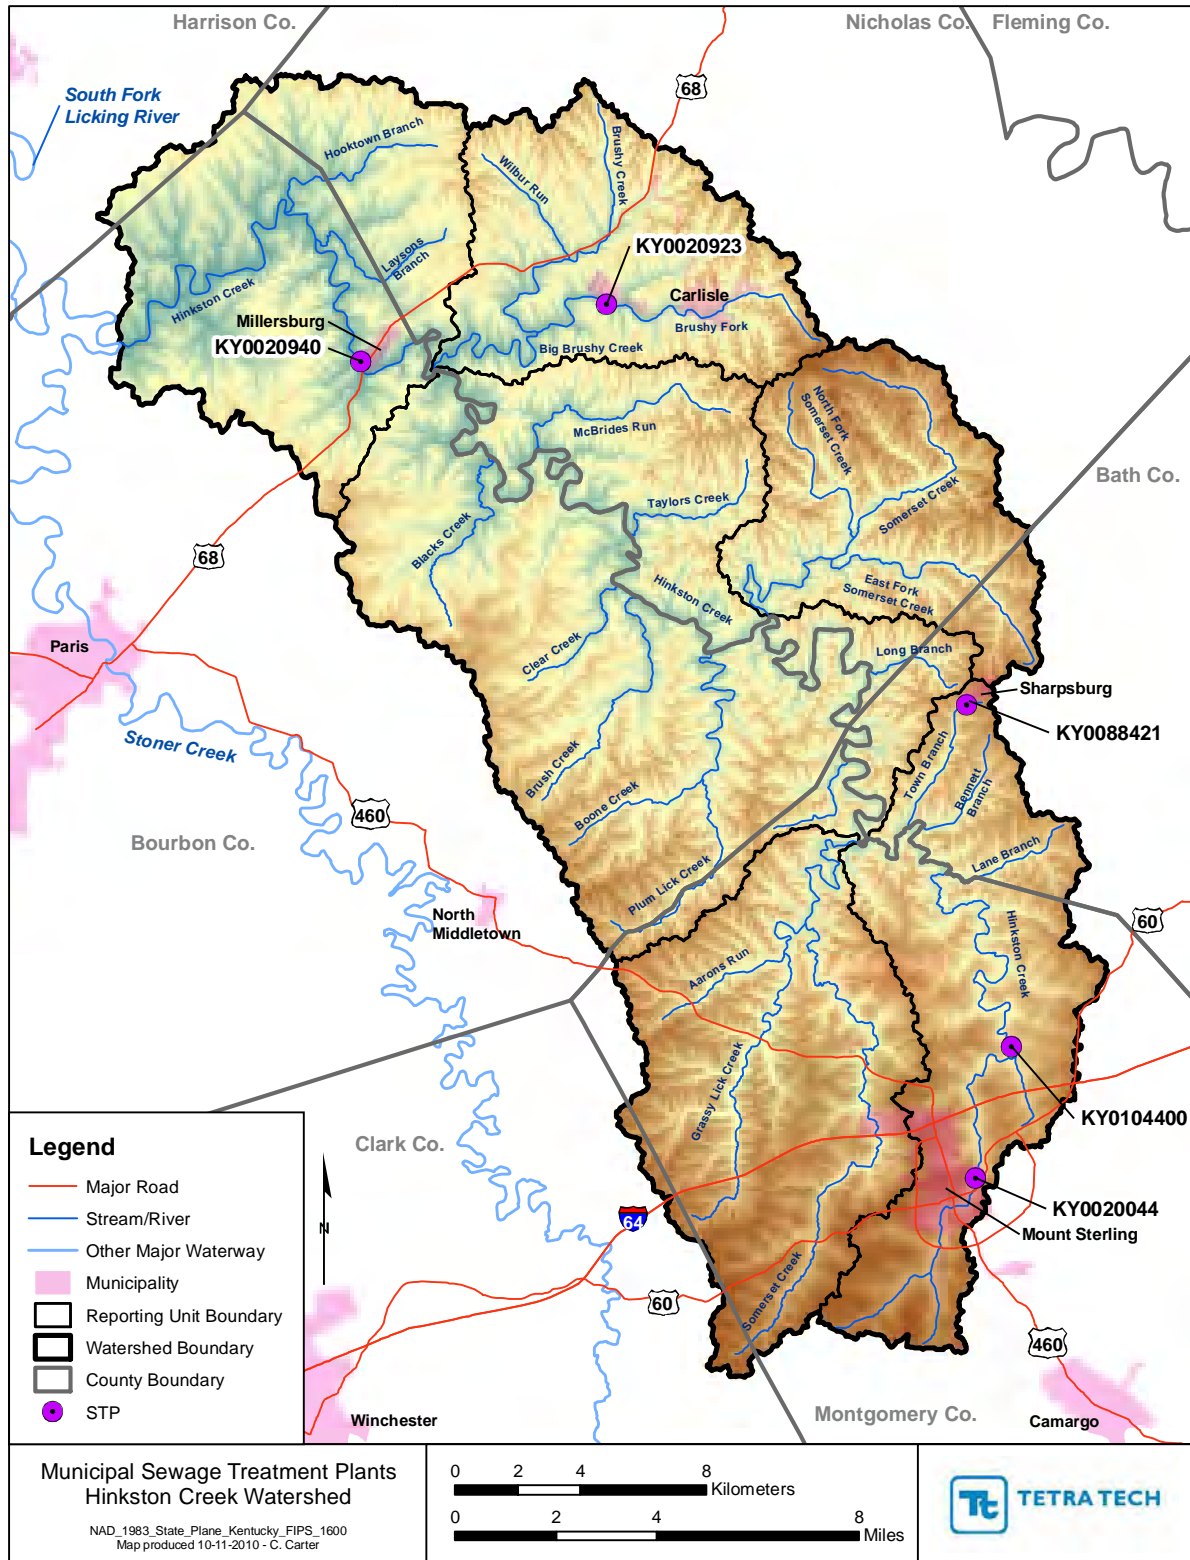 Harrison Co.
Nicholas Co.
Fleming Co.
68
South Fork
Licking River
Hooktown Branch
Wilbur Run
Brushy Creek
KY0020923
Laysons
Branch
Hinkston Creek
Carlisle
Millersburg
KY0020940
Brushy Fork
Big Brushy Creek
McBrides Run
North Fork
Somerset Creek
Bath Co.
Taylors Creek
Somerset Creek
Blacks Creek
68
Hinkston Creek
East Fork
Somerset Creek
Paris
Clear Creek
Long Branch
Sharpsburg
KY0088421
Stoner Creek
Town Branch
Bennett
Branch
Brush Creek
Boone Creek
460
Bourbon Co.
Lane Branch
Plum Lick Creek
North
Middletown
60
Hinkston Creek
Aarons Run
Grassy Lick Creek
KY0104400
Clark Co.
KY0020044
Mount Sterling
64
60
Somerset Creek
460
Winchester
Montgomery Co.
Camargo
N
Legend
Major Road
Stream/River
Other Major Waterway
Municipality
Reporting Unit Boundary
Watershed Boundary
County Boundary
STP
Municipal Sewage Treatment Plants
Hinkston Creek Watershed
NAD_1983_State_Plane_Kentucky_FIPS_1600
Map produced 10-11-2010 - C. Carter
0 2 4 8
Kilometers
0 2 4 8
Miles
Tt TETRA TECH